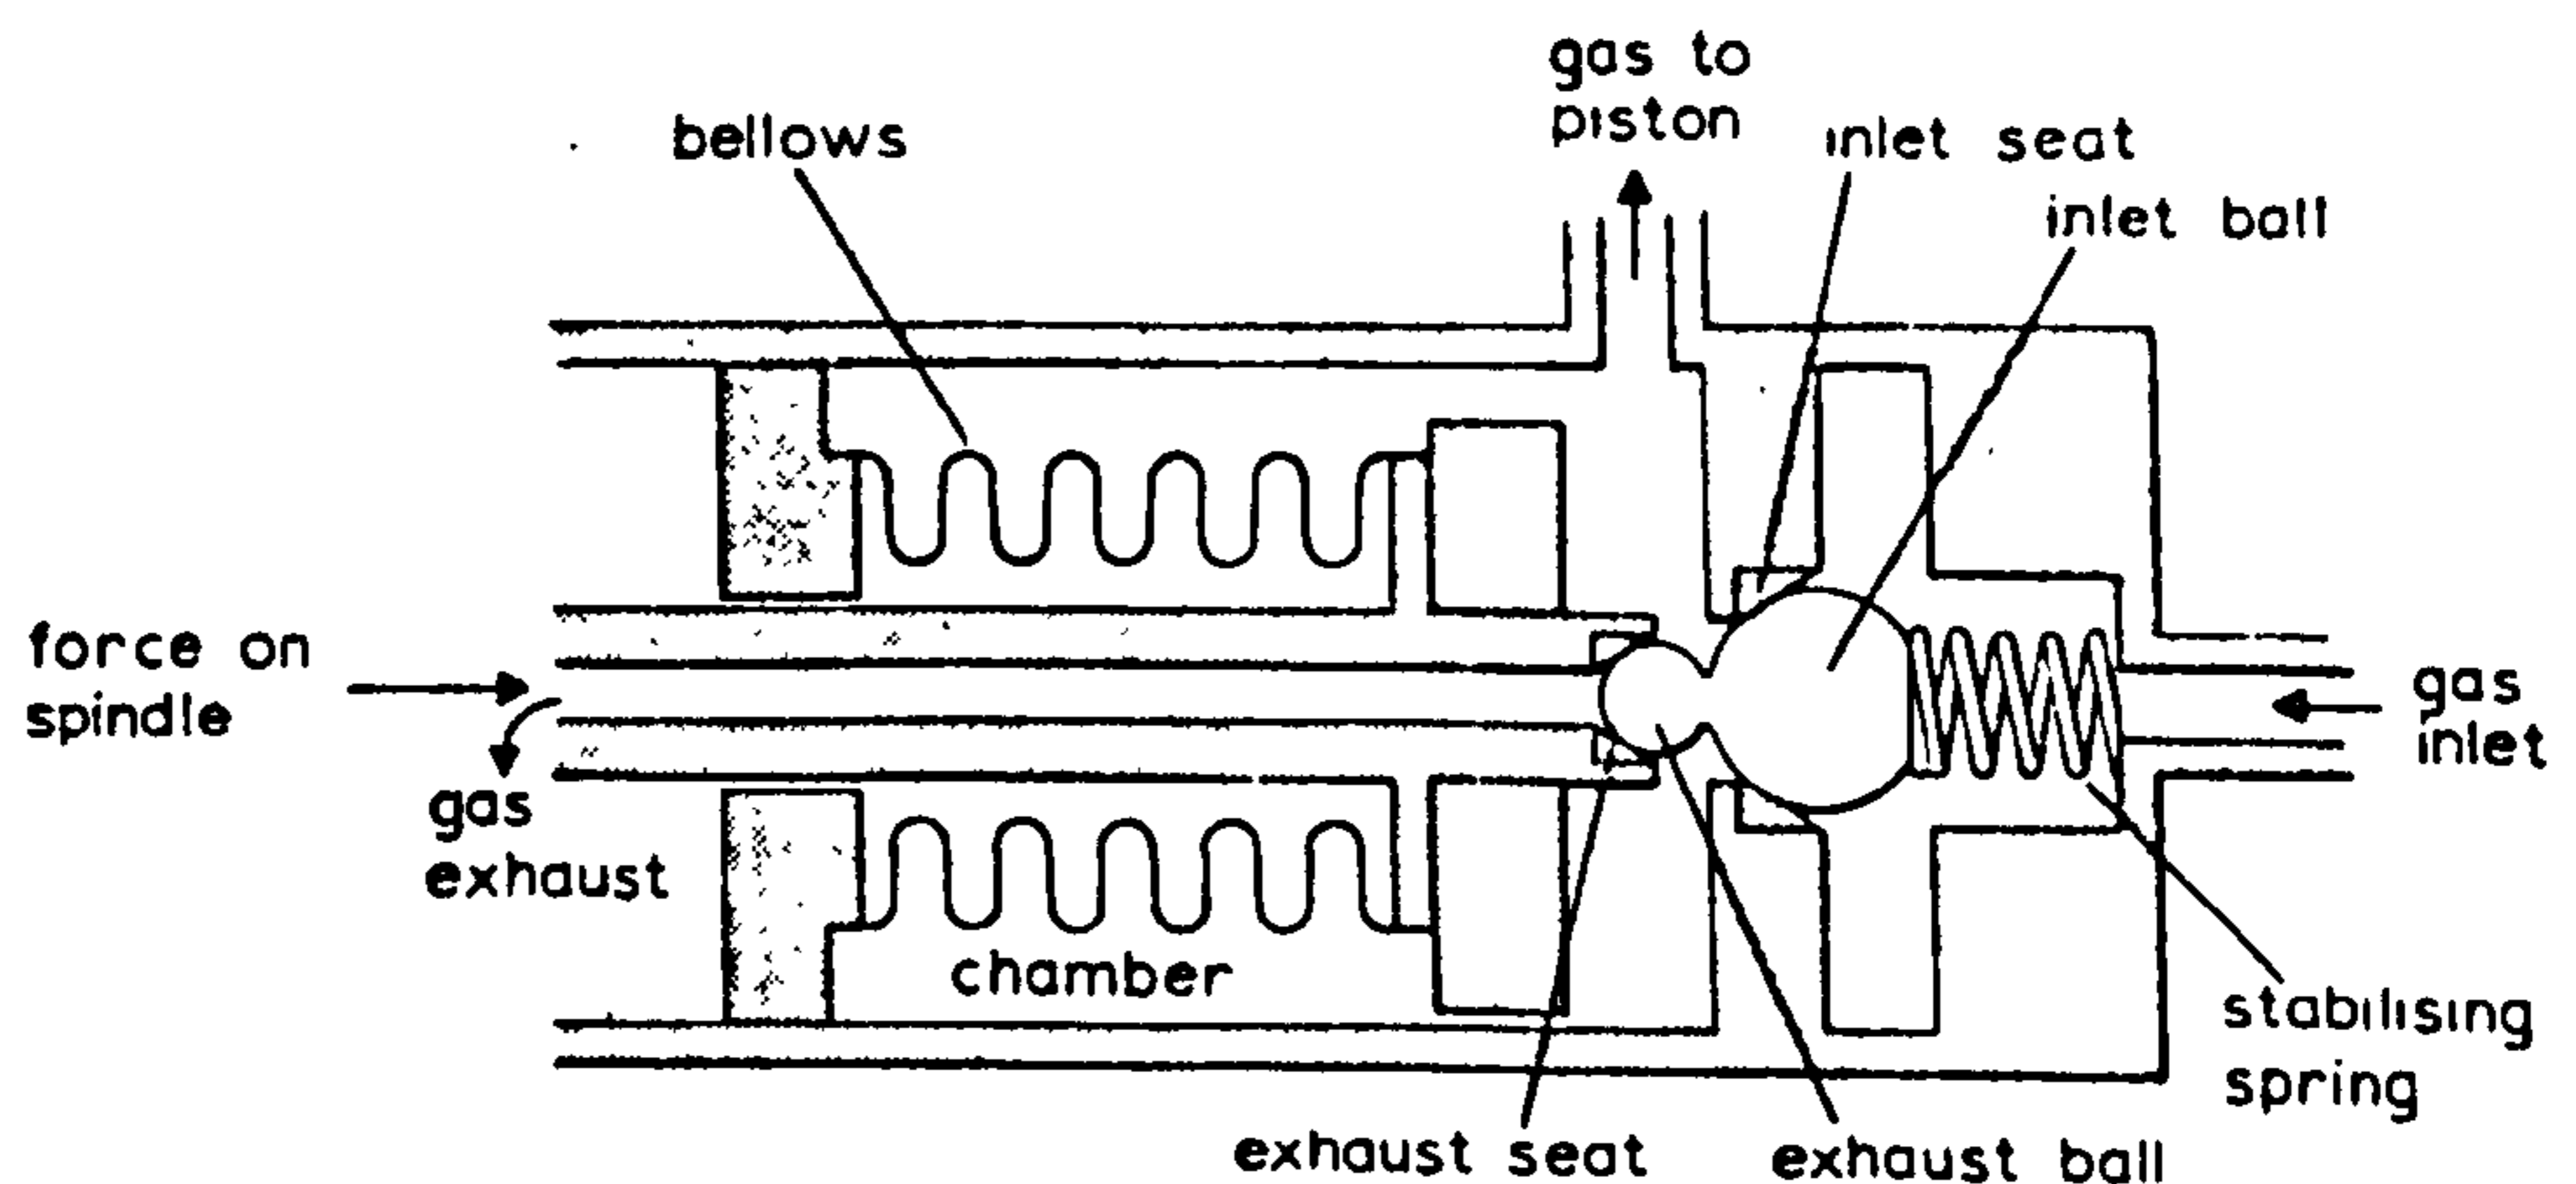 gas to
piston
bellows
inlet seat
inlet ball
force on
spindle
gas
exhaust
gas
inlet
chamber
stabilising
spring
exhaust seat
exhaust ball